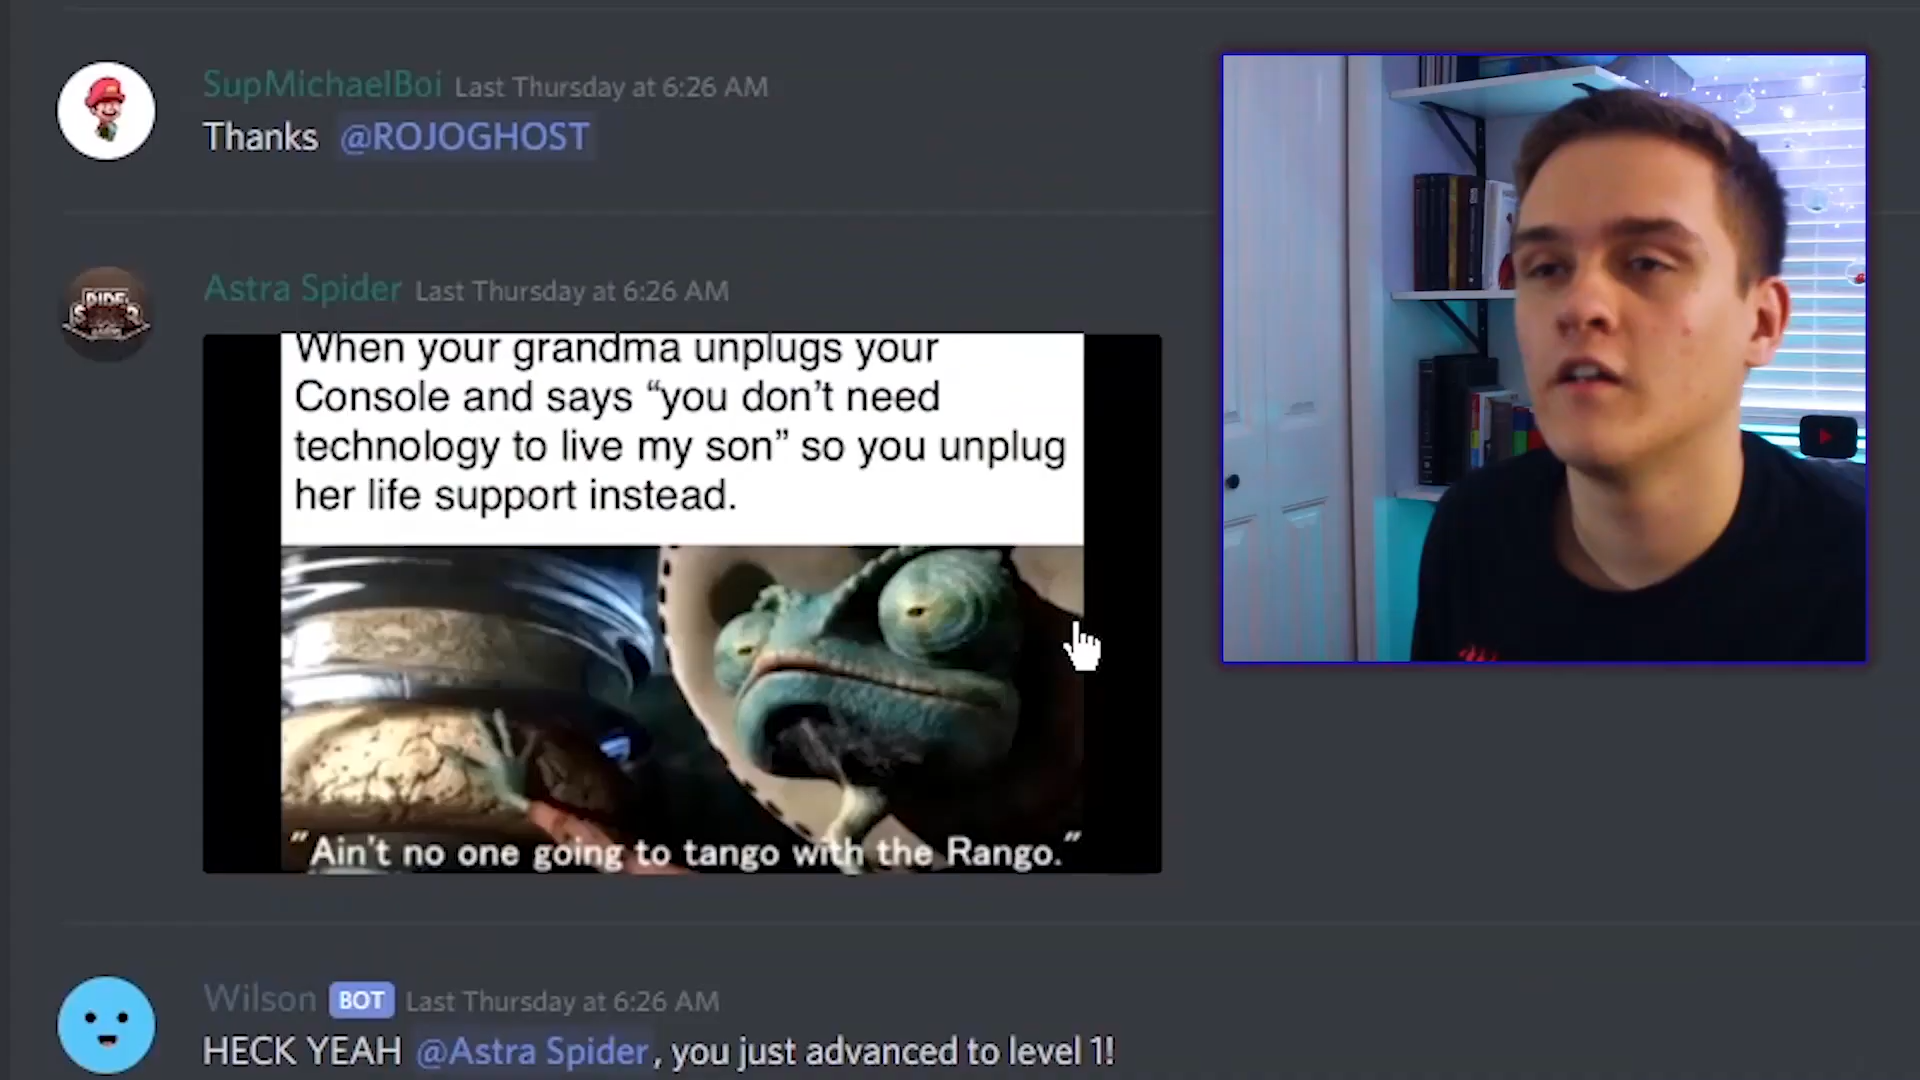 SupMichaelBoi Last Thursday at 6:26 AM
Thanks @ROJOGHOST
Astra Spider Last Thursday at 6:26 AM
When your grandma unplugs your
Console and says “you don’t need
technology to live my son” so you unplug
her life support instead.
"Ain't no one going to tango with the Rango."
Wilson BOT Last Thursday at 6:26 AM
HECK YEAH @Astra Spider, you just advanced to level 1!